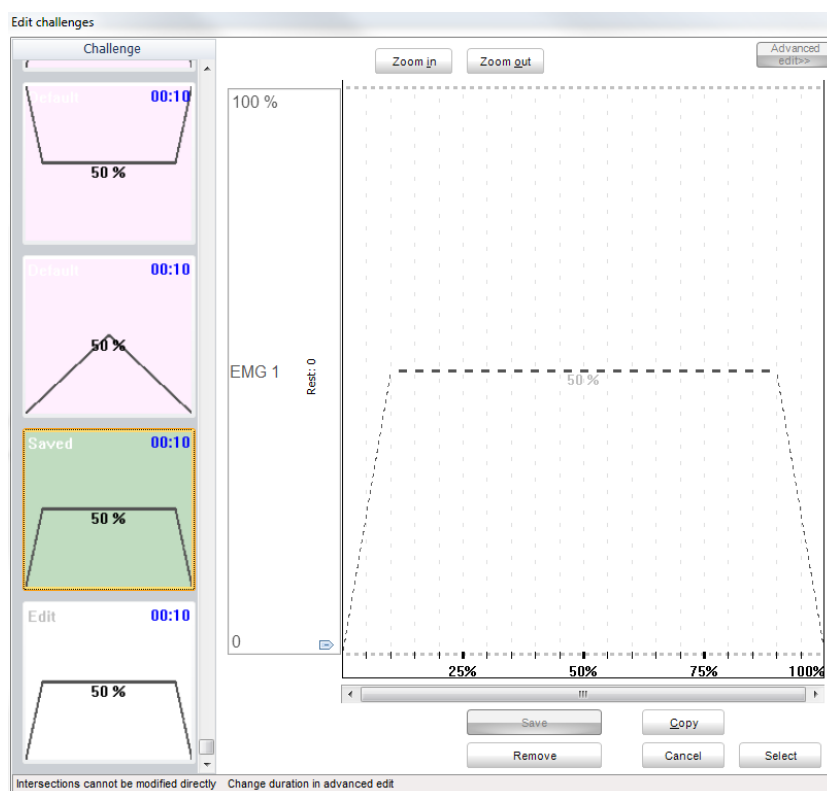 Edit challenges
Challenge
Default 00:10
50 %
Default 00:10
50 %
Saved 00:10
50 %
Edit 00:10
50 %
Zoom in Zoom out
Advanced
edit>>
100 %
EMG 1
Rest: 0
50 %
0
25% 50% 75% 100%
Save Copy
Remove Cancel Select
Intersections cannot be modified directly Change duration in advanced edit